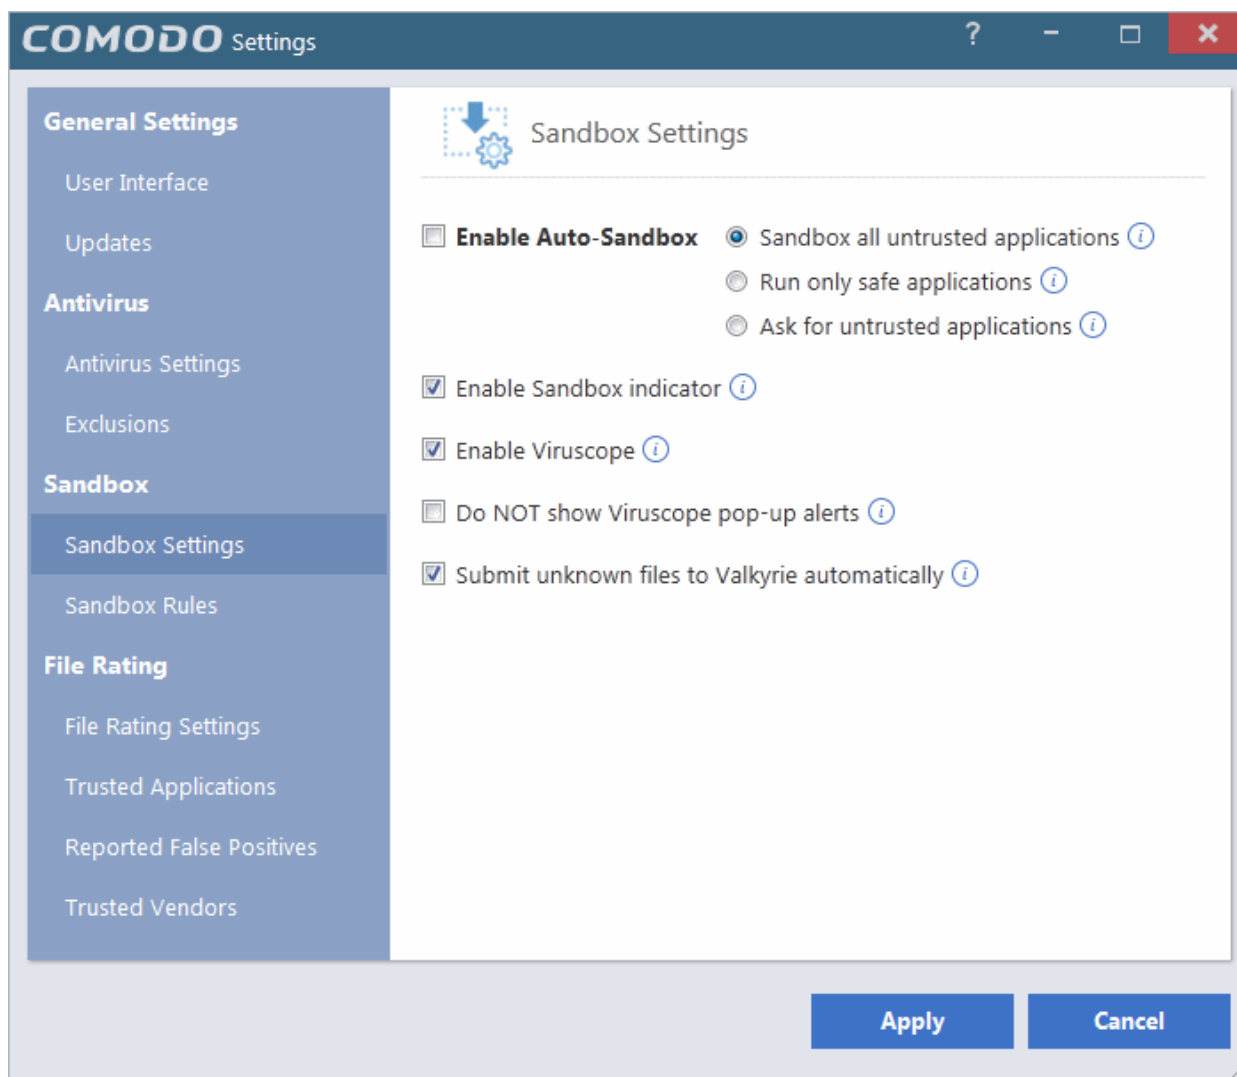 COMODO Settings
?
General Settings
User Interface
Updates
Antivirus
Antivirus Settings
Exclusions
Sandbox
Sandbox Settings
Sandbox Rules
File Rating
File Rating Settings
Trusted Applications
Reported False Positives
Trusted Vendors
Sandbox Settings
Enable Auto-Sandbox
Sandbox all untrusted applications i
Run only safe applications i
Ask for untrusted applications i
Enable Sandbox indicator i
Enable Viruscope i
Do NOT show Viruscope pop-up alerts i
Submit unknown files to Valkyrie automatically i
Apply
Cancel